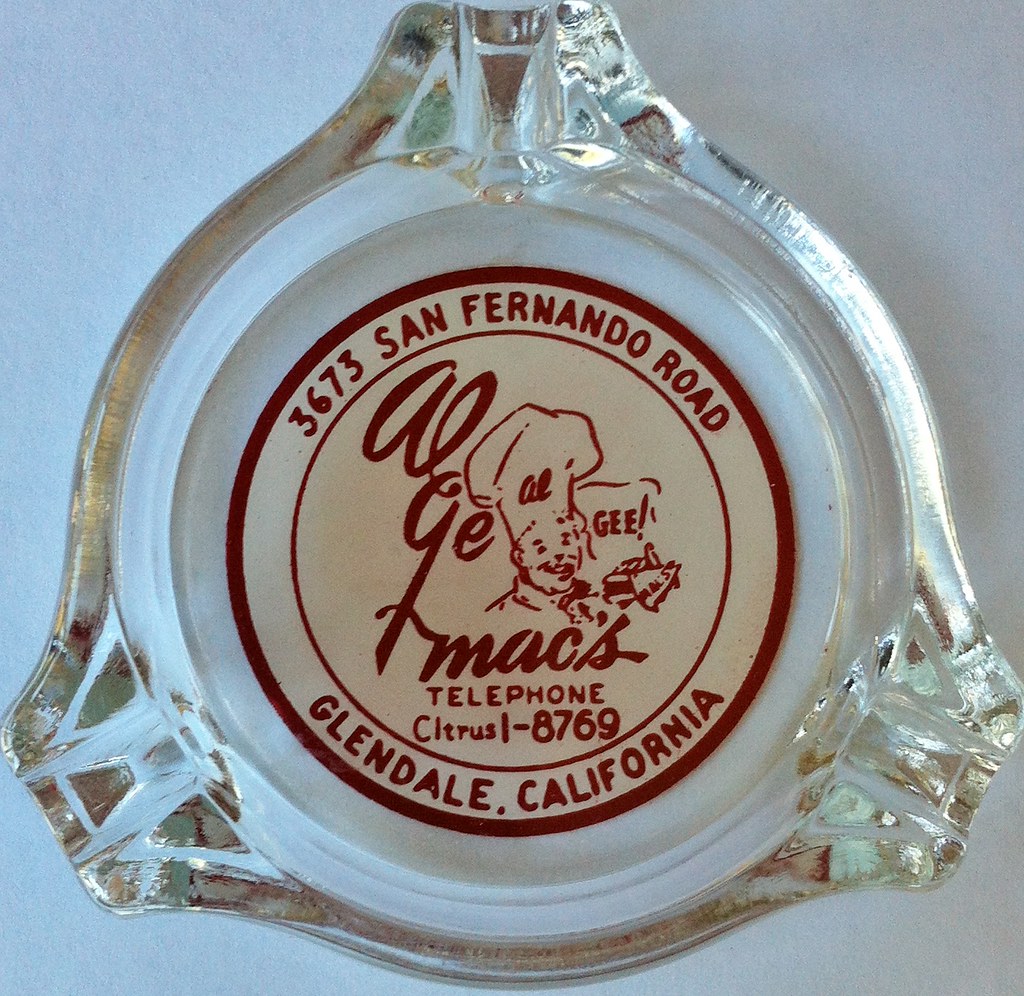 3673 SAN FERNANDO ROAD
al
Ge
al
GEE!
mac's
TELEPHONE
CItrus 1-8769
GLENDALE, CALIFORNIA